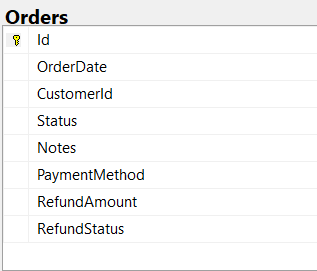 Orders
Id
OrderDate
CustomerId
Status
Notes
PaymentMethod
RefundAmount
RefundStatus